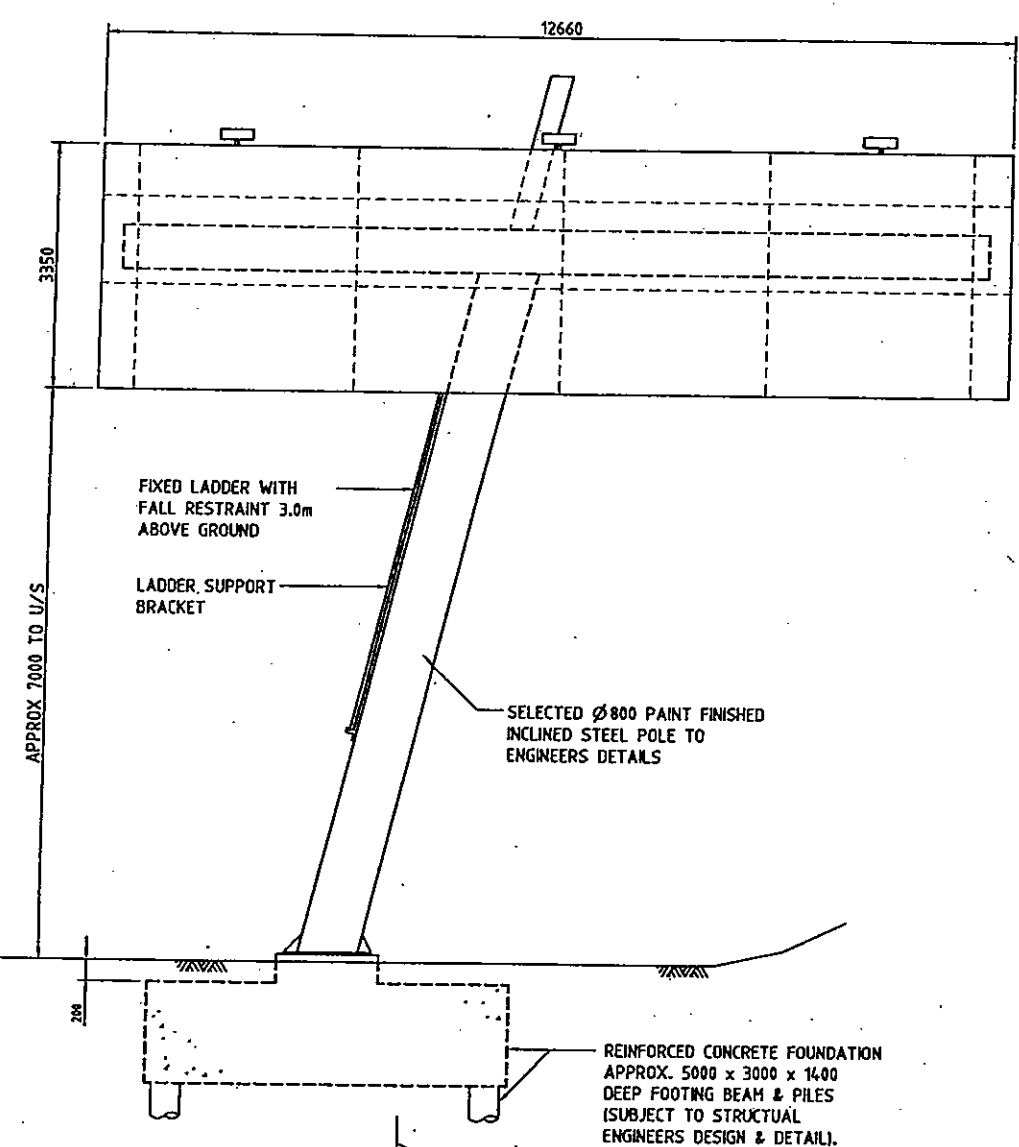 12660
3350
FIXED LADDER WITH
FALL RESTRAINT 3.0m
ABOVE GROUND
LADDER SUPPORT
BRACKET
APPROX 7000 TO U/S
SELECTED Ø800 PAINT FINISHED
INCLINED STEEL POLE TO
ENGINEERS DETAILS
200
REINFORCED CONCRETE FOUNDATION
APPROX. 5000 x 3000 x 1400
DEEP FOOTING BEAM & PILES
(SUBJECT TO STRUCTUAL
ENGINEERS DESIGN & DETAIL).